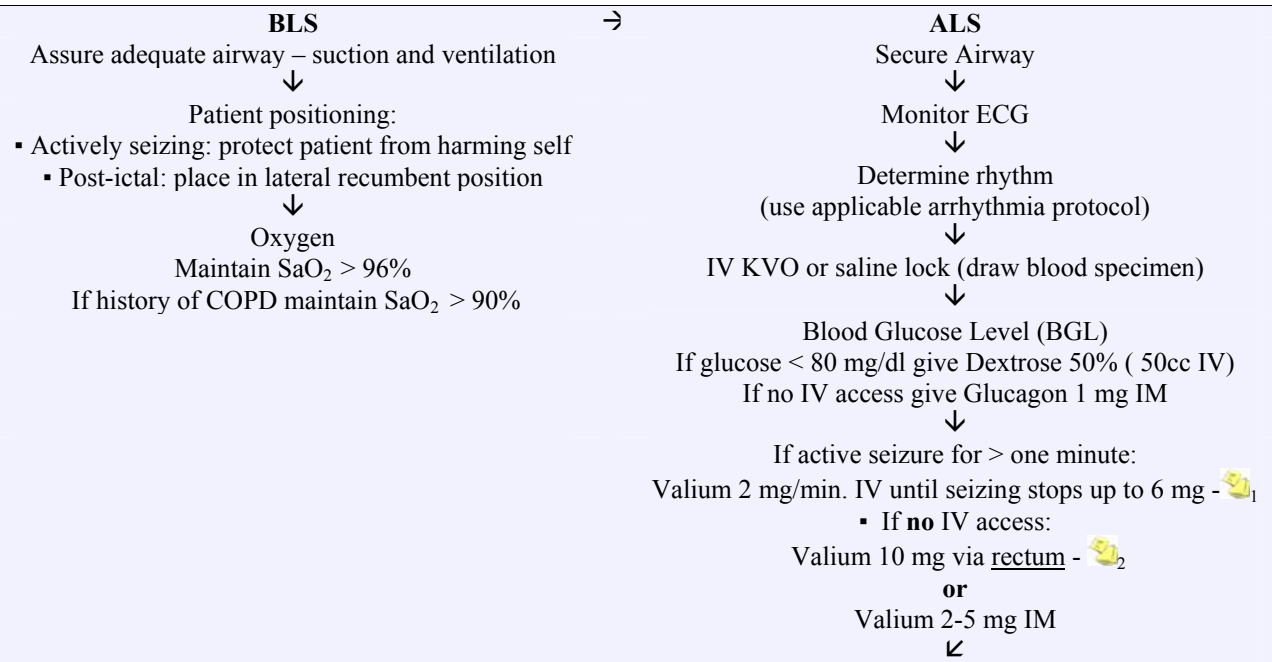 BLS
Assure adequate airway – suction and ventilation
↓
Patient positioning:
▪ Actively seizing: protect patient from harming self
▪ Post-ictal: place in lateral recumbent position
↓
Oxygen
Maintain SaO₂ > 96%
If history of COPD maintain SaO₂ > 90%
→
ALS
Secure Airway
↓
Monitor ECG
↓
Determine rhythm
(use applicable arrhythmia protocol)
↓
IV KVO or saline lock (draw blood specimen)
↓
Blood Glucose Level (BGL)
If glucose < 80 mg/dl give Dextrose 50% ( 50cc IV)
If no IV access give Glucagon 1 mg IM
↓
If active seizure for > one minute:
Valium 2 mg/min. IV until seizing stops up to 6 mg - 1
▪ If no IV access:
Valium 10 mg via rectum - 2
or
Valium 2-5 mg IM
↙